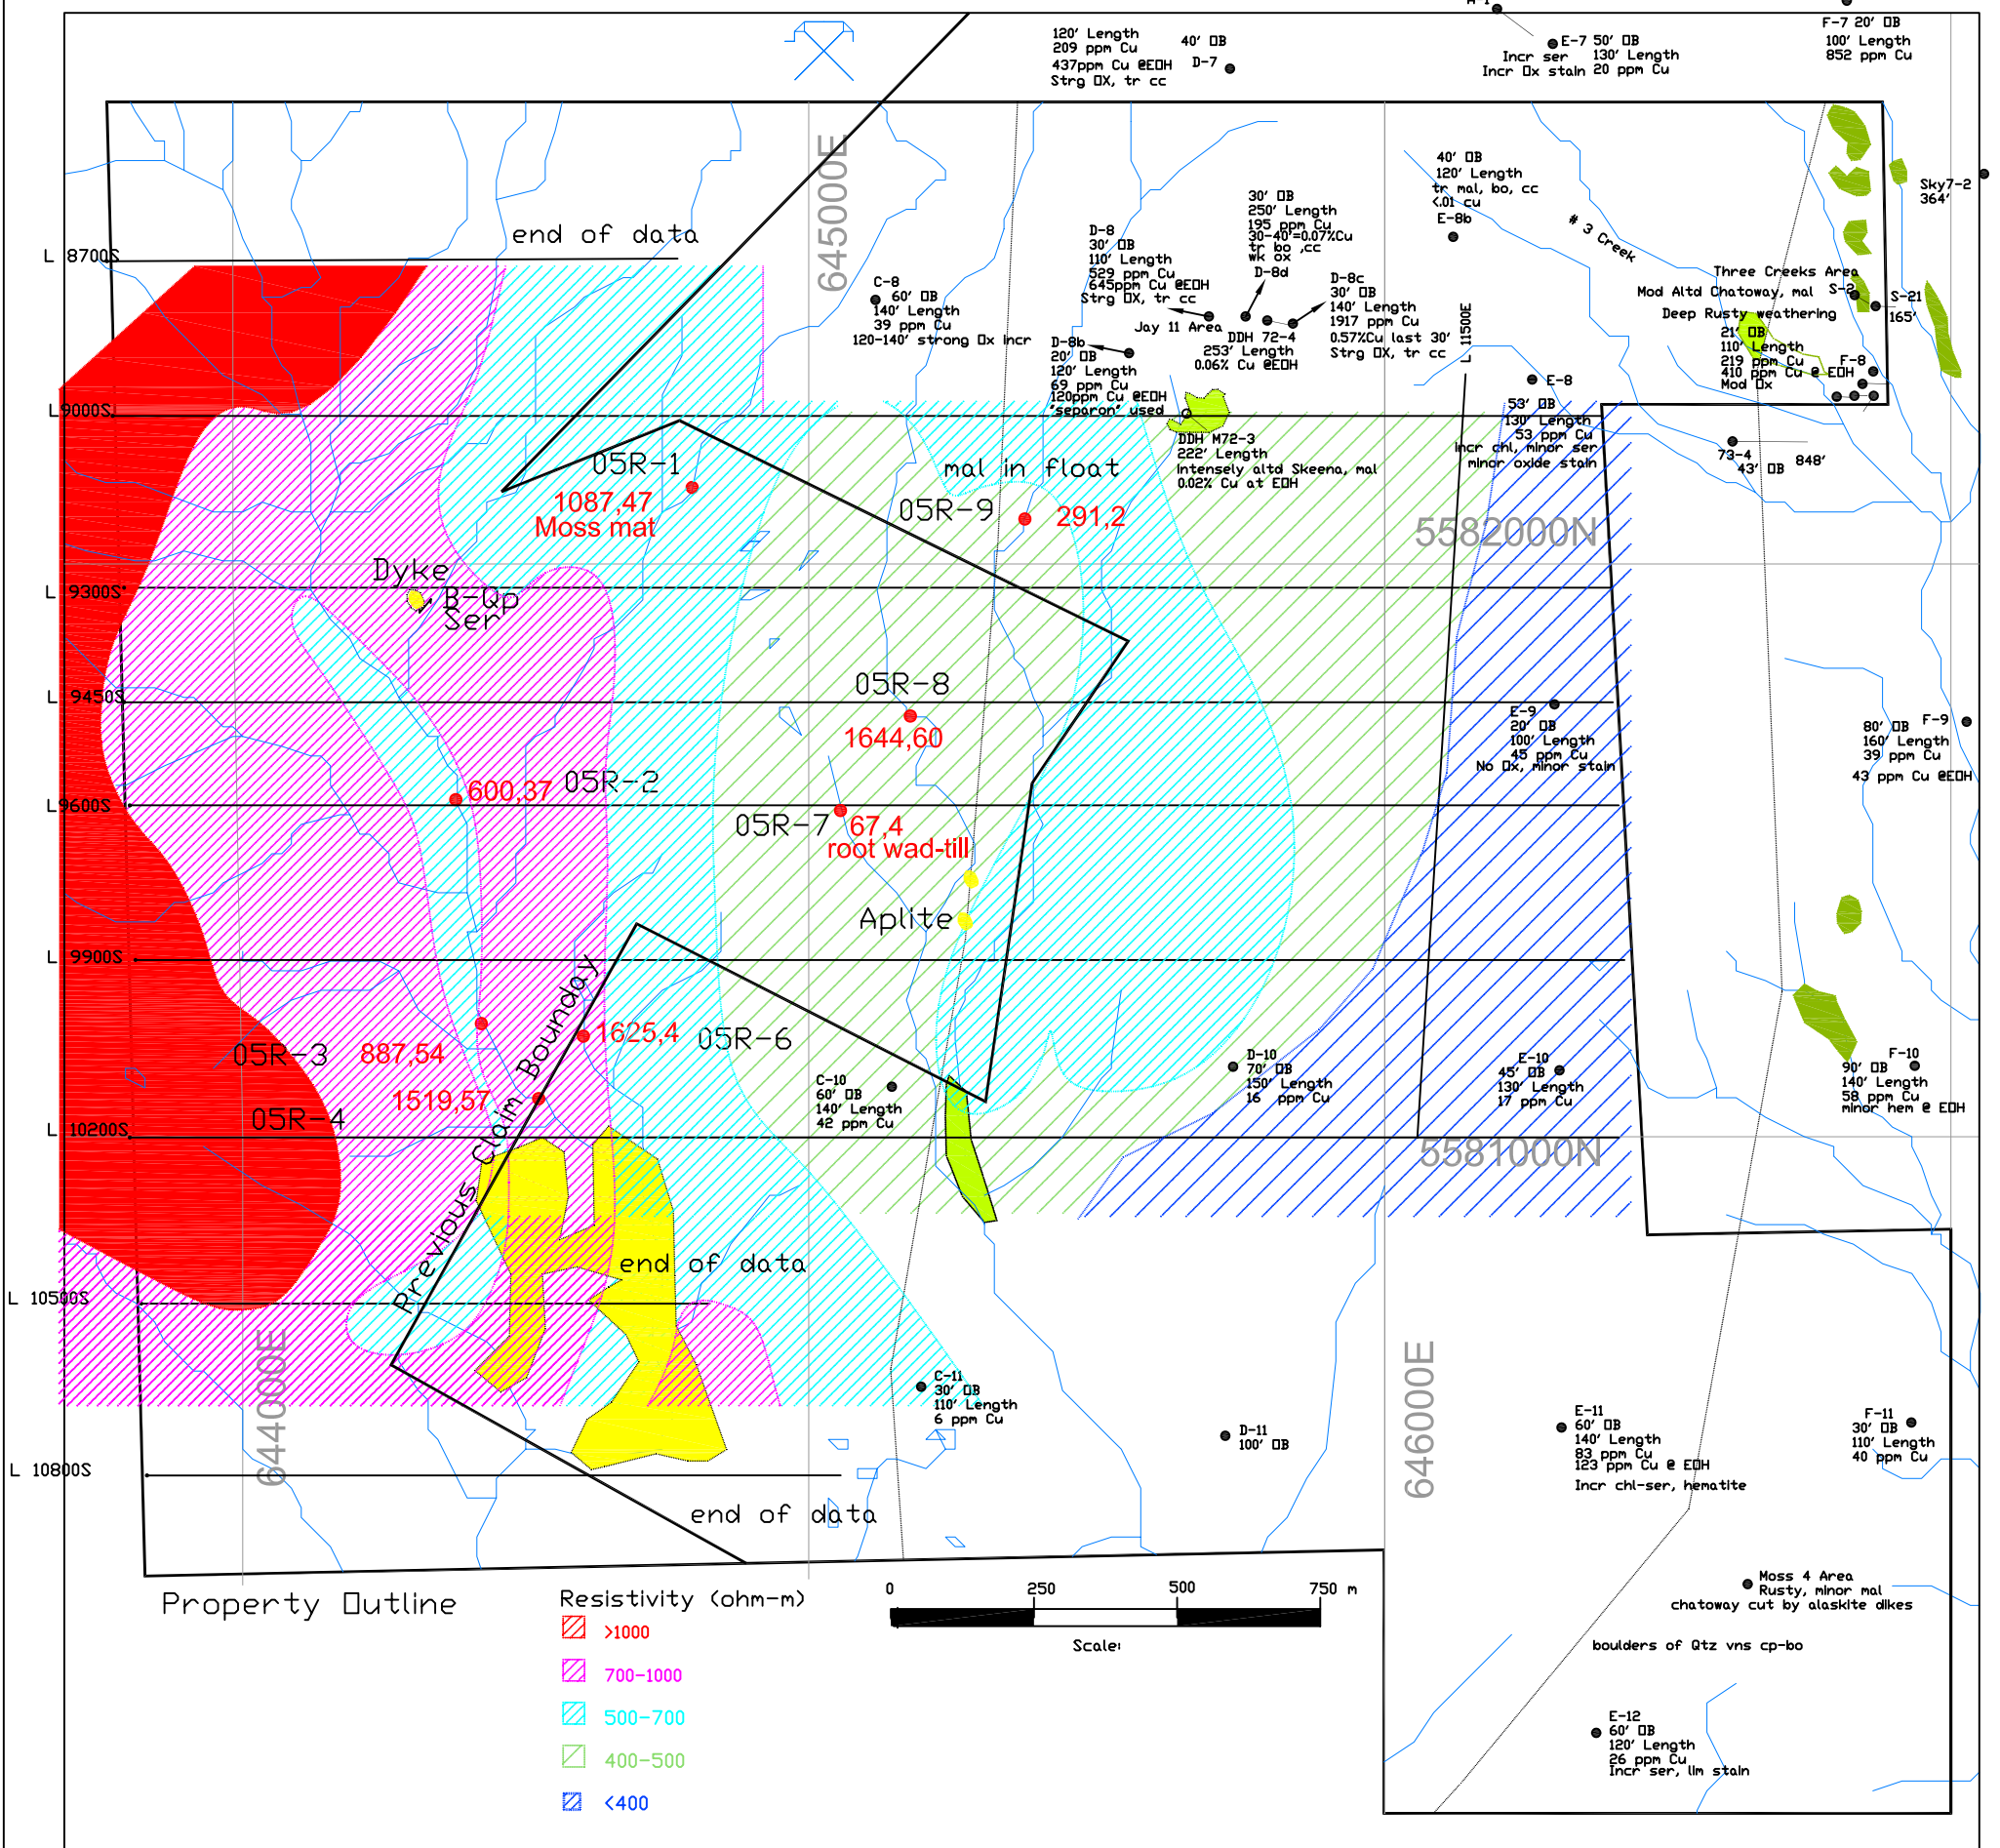 A-1
120' Length
209 ppm Cu
40' OB
437ppm Cu @EOH
D-7
Strg OX, tr cc
E-7 50' OB
Incr ser 130' Length
Incr Ox stain 20 ppm Cu
F-7 20' OB
100' Length
852 ppm Cu
645000E
end of data
L 8700S
40' OB
120' Length
tr mal, bo, cc
<.01 cu
E-8b
# 3 Creek
Sky7-2
364'
30' OB
250' Length
195 ppm Cu
30-40'=0.07%Cu
tr bo ,cc
wk ox
D-8d
D-8
30' OB
110' Length
529 ppm Cu
645ppm Cu @EOH
Strg OX, tr cc
D-8c
30' OB
140' Length
1917 ppm Cu
0.57%Cu last 30'
Strg OX, tr cc
C-8
60' OB
140' Length
39 ppm Cu
120-140' strong Ox incr
Jay 11 Area
DDH 72-4
253' Length
0.06% Cu @EOH
D-8b
20' OB
120' Length
69 ppm Cu
120ppm Cu @EOH
"separon" used
L 11500E
Three Creeks Area
Mod Altd Chatoway, mal
S-2
S-21
165'
Deep Rusty weathering
21' OB
110' Length
219 ppm Cu
F-8
410 ppm Cu @ EOH
Mod Ox
E-8
53' OB
130' Length
53 ppm Cu
Incr chl, minor ser
minor oxide stain
73-4
43' OB
848'
L9000S
DDH M72-3
222' Length
Intensely altd Skeena, mal
0.02% Cu at EOH
05R-1
1087,47
Moss mat
mal in float
05R-9
291,2
5582000N
Dyke
B-Qp
Ser
L 9300S'
05R-8
1644,60
L 9450S
E-9
20' OB
100' Length
45 ppm Cu
No Ox, minor stain
F-9
80' OB
160' Length
39 ppm Cu
43 ppm Cu @EOH
600,37
05R-2
L9600S
05R-7
67,4
root wad-till
Aplite
L 9900S
Previous Claim Bounday
1625,4
05R-6
05R-3
887,54
1519,57
05R-4
C-10
60' OB
140' Length
42 ppm Cu
D-10
70' OB
150' Length
16 ppm Cu
E-10
45' OB
130' Length
17 ppm Cu
F-10
90' OB
140' Length
58 ppm Cu
minor hem @ EOH
L 10200S
5581000N
end of data
L 10500S
644000E
646000E
C-11
30' OB
110' Length
6 ppm Cu
D-11
100' OB
E-11
60' OB
140' Length
83 ppm Cu
123 ppm Cu @ EOH
Incr chl-ser, hematite
F-11
30' OB
110' Length
40 ppm Cu
L 10800S
end of data
Moss 4 Area
Rusty, minor mal
chatoway cut by alaskite dikes
boulders of Qtz vns cp-bo
E-12
60' OB
120' Length
26 ppm Cu
Incr ser, lim stain
Property Outline
Resistivity (ohm-m)
>1000
700-1000
500-700
400-500
<400
0 250 500 750 m
Scale: